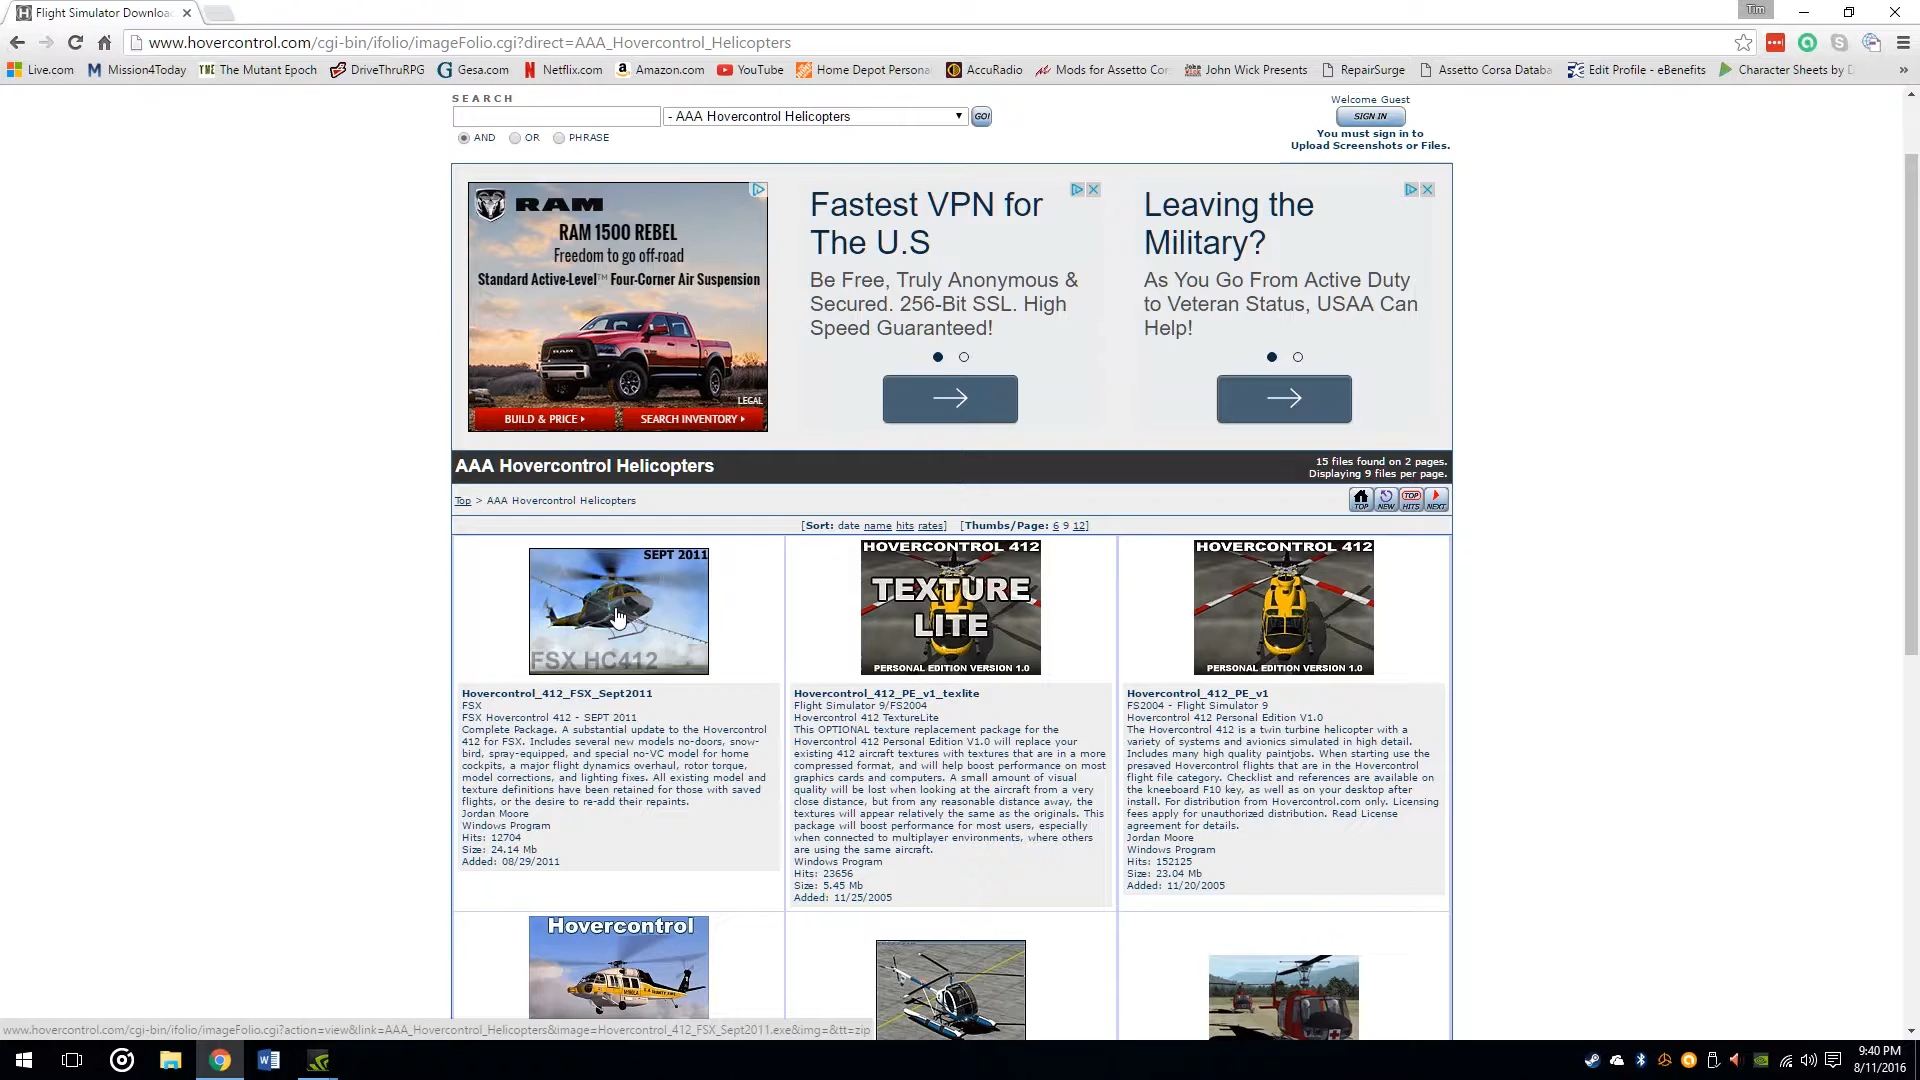 Flight Simulator Downloa
Tim
www.hovercontrol.com/cgi-bin/ifolio/imageFolio.cgi?direct=AAA_Hovercontrol_Helicopters
Live.com
Mission4Today
The Mutant Epoch
DriveThruRPG
Gesa.com
Netflix.com
Amazon.com
YouTube
Home Depot Persona
AccuRadio
Mods for Assetto Cor
John Wick Presents
RepairSurge
Assetto Corsa Databa
Edit Profile - eBenefits
Character Sheets by D
SEARCH
- AAA Hovercontrol Helicopters
GO!
AND OR PHRASE
Welcome Guest
SIGN IN
You must sign in to
Upload Screenshots or Files.
RAM
RAM 1500 REBEL
Freedom to go off-road
Standard Active-Level™ Four-Corner Air Suspension
LEGAL
BUILD & PRICE
SEARCH INVENTORY
Fastest VPN for
The U.S
Be Free, Truly Anonymous &
Secured. 256-Bit SSL. High
Speed Guaranteed!
Leaving the
Military?
As You Go From Active Duty
to Veteran Status, USAA Can
Help!
AAA Hovercontrol Helicopters
15 files found on 2 pages.
Displaying 9 files per page.
Top > AAA Hovercontrol Helicopters
TOP NEW TOP HITS NEXT
[Sort: date name hits rates] [Thumbs/Page: 6 9 12]
SEPT 2011
FSX HC412
Hovercontrol_412_FSX_Sept2011
FSX
FSX Hovercontrol 412 - SEPT 2011
Complete Package. A substantial update to the Hovercontrol
412 for FSX. Includes several new models no-doors, snow-
bird, spray-equipped, and special no-VC model for home
cockpits, a major flight dynamics overhaul, rotor torque,
model corrections, and lighting fixes. All existing model and
texture definitions have been retained for those with saved
flights, or the desire to re-add their repaints.
Jordan Moore
Windows Program
Hits: 12704
Size: 24.14 Mb
Added: 08/29/2011
HOVERCONTROL 412
TEXTURE
LITE
PERSONAL EDITION VERSION 1.0
Hovercontrol_412_PE_v1_texlite
Flight Simulator 9/FS2004
Hovercontrol 412 TextureLite
This OPTIONAL texture replacement package for the
Hovercontrol 412 Personal Edition V1.0 will replace your
existing 412 aircraft textures with textures that are in a more
compressed format, and will help boost performance on most
graphics cards and computers. A small amount of visual
quality will be lost when looking at the aircraft from a very
close distance, but from any reasonable distance away, the
textures will appear relatively the same as the originals. This
package will boost performance for most users, especially
when connected to multiplayer environments, where others
are using the same aircraft.
Windows Program
Hits: 23656
Size: 5.45 Mb
Added: 11/25/2005
HOVERCONTROL 412
PERSONAL EDITION VERSION 1.0
Hovercontrol_412_PE_v1
FS2004 - Flight Simulator 9
Hovercontrol 412 Personal Edition V1.0
The Hovercontrol 412 is a twin turbine helicopter with a
variety of systems and avionics simulated in high detail.
Includes many high quality paintjobs. When starting use the
presaved Hovercontrol flights that are in the Hovercontrol
flight file category. Checklist and references are available on
the kneeboard F10 key, as well as on your desktop after
install. For distribution from Hovercontrol.com only. Licensing
fees apply for unauthorized distribution. Read License
agreement for details.
Jordan Moore
Windows Program
Hits: 152125
Size: 23.04 Mb
Added: 11/20/2005
Hovercontrol
www.hovercontrol.com/cgi-bin/ifolio/imageFolio.cgi?action=view&link=AAA_Hovercontrol_Helicopters&image=Hovercontrol_412_FSX_Sept2011.exe&img=&tt=zip
9:40 PM
8/11/2016